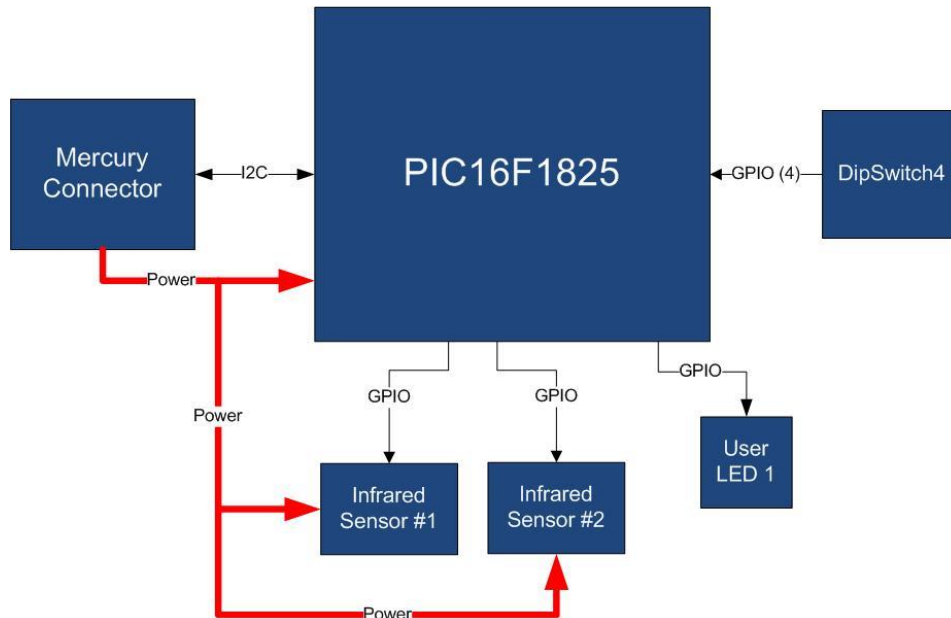 Mercury
Connector
I2C
PIC16F1825
GPIO (4)
DipSwitch4
Power
GPIO
GPIO
GPIO
Power
User
LED 1
Infrared
Sensor #1
Infrared
Sensor #2
Power